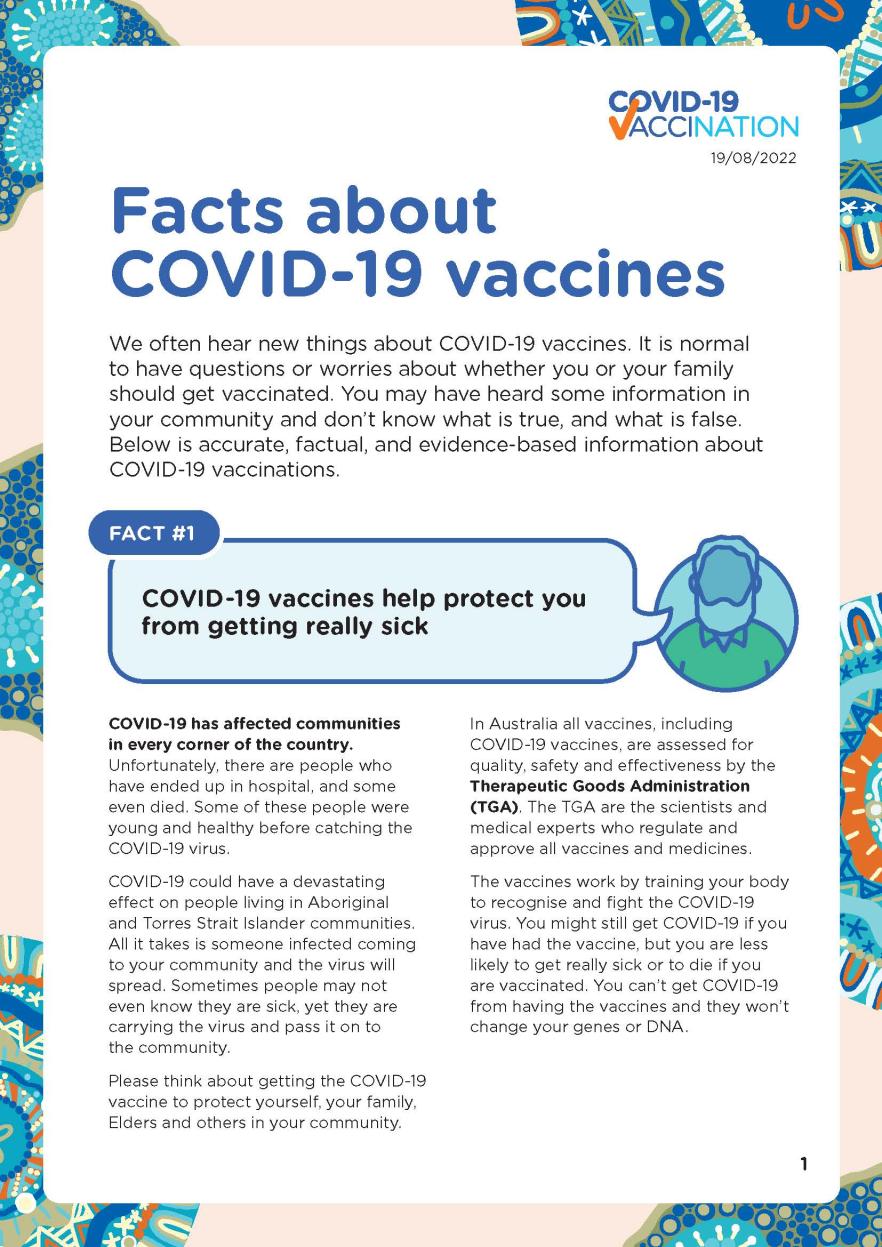 COVID-19
VACCINATION
19/08/2022
Facts about
COVID-19 vaccines
We often hear new things about COVID-19 vaccines. It is normal
to have questions or worries about whether you or your family
should get vaccinated. You may have heard some information in
your community and don’t know what is true, and what is false.
Below is accurate, factual, and evidence-based information about
COVID-19 vaccinations.
FACT #1
COVID-19 vaccines help protect you
from getting really sick
COVID-19 has affected communities
in every corner of the country.
Unfortunately, there are people who
have ended up in hospital, and some
even died. Some of these people were
young and healthy before catching the
COVID-19 virus.
COVID-19 could have a devastating
effect on people living in Aboriginal
and Torres Strait Islander communities.
All it takes is someone infected coming
to your community and the virus will
spread. Sometimes people may not
even know they are sick, yet they are
carrying the virus and pass it on to
the community.
Please think about getting the COVID-19
vaccine to protect yourself, your family,
Elders and others in your community.
In Australia all vaccines, including
COVID-19 vaccines, are assessed for
quality, safety and effectiveness by the
Therapeutic Goods Administration
(TGA). The TGA are the scientists and
medical experts who regulate and
approve all vaccines and medicines.
The vaccines work by training your body
to recognise and fight the COVID-19
virus. You might still get COVID-19 if you
have had the vaccine, but you are less
likely to get really sick or to die if you
are vaccinated. You can’t get COVID-19
from having the vaccines and they won’t
change your genes or DNA.
1